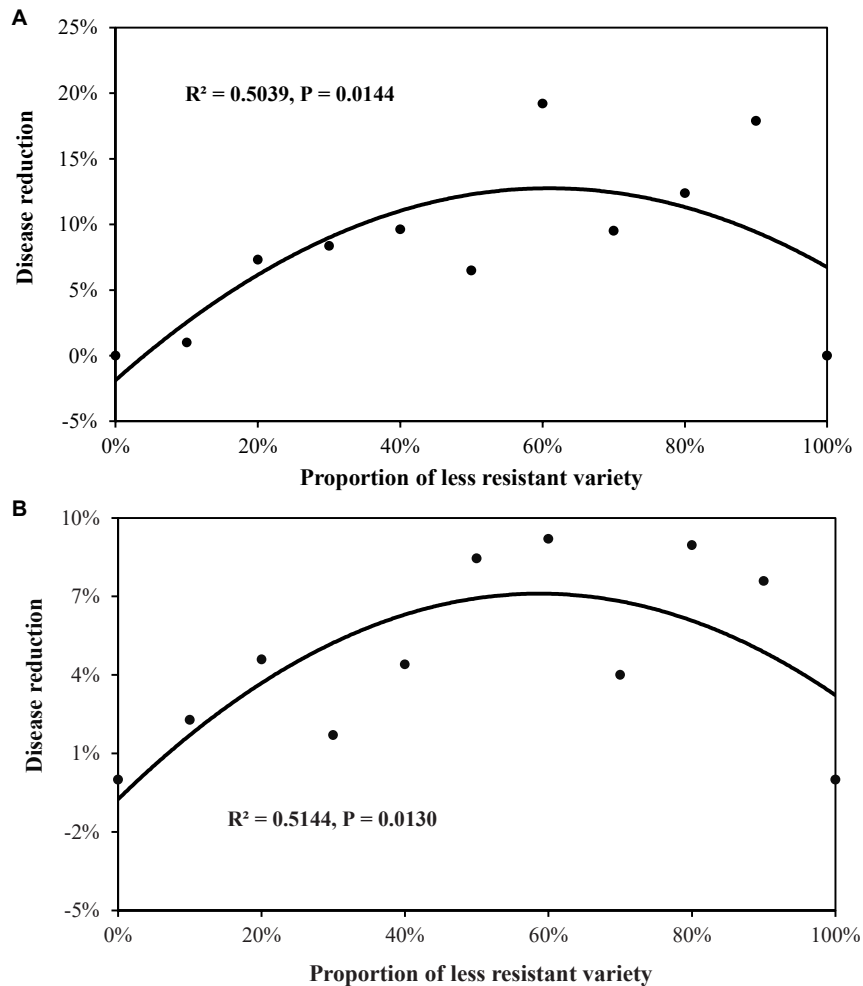 A
25%
20%
15%
10%
5%
0%
-5%
Disease reduction
R² = 0.5039, P = 0.0144
0% 20% 40% 60% 80% 100%
Proportion of less resistant variety
B
10%
7%
4%
1%
-2%
-5%
Disease reduction
R² = 0.5144, P = 0.0130
0% 20% 40% 60% 80% 100%
Proportion of less resistant variety